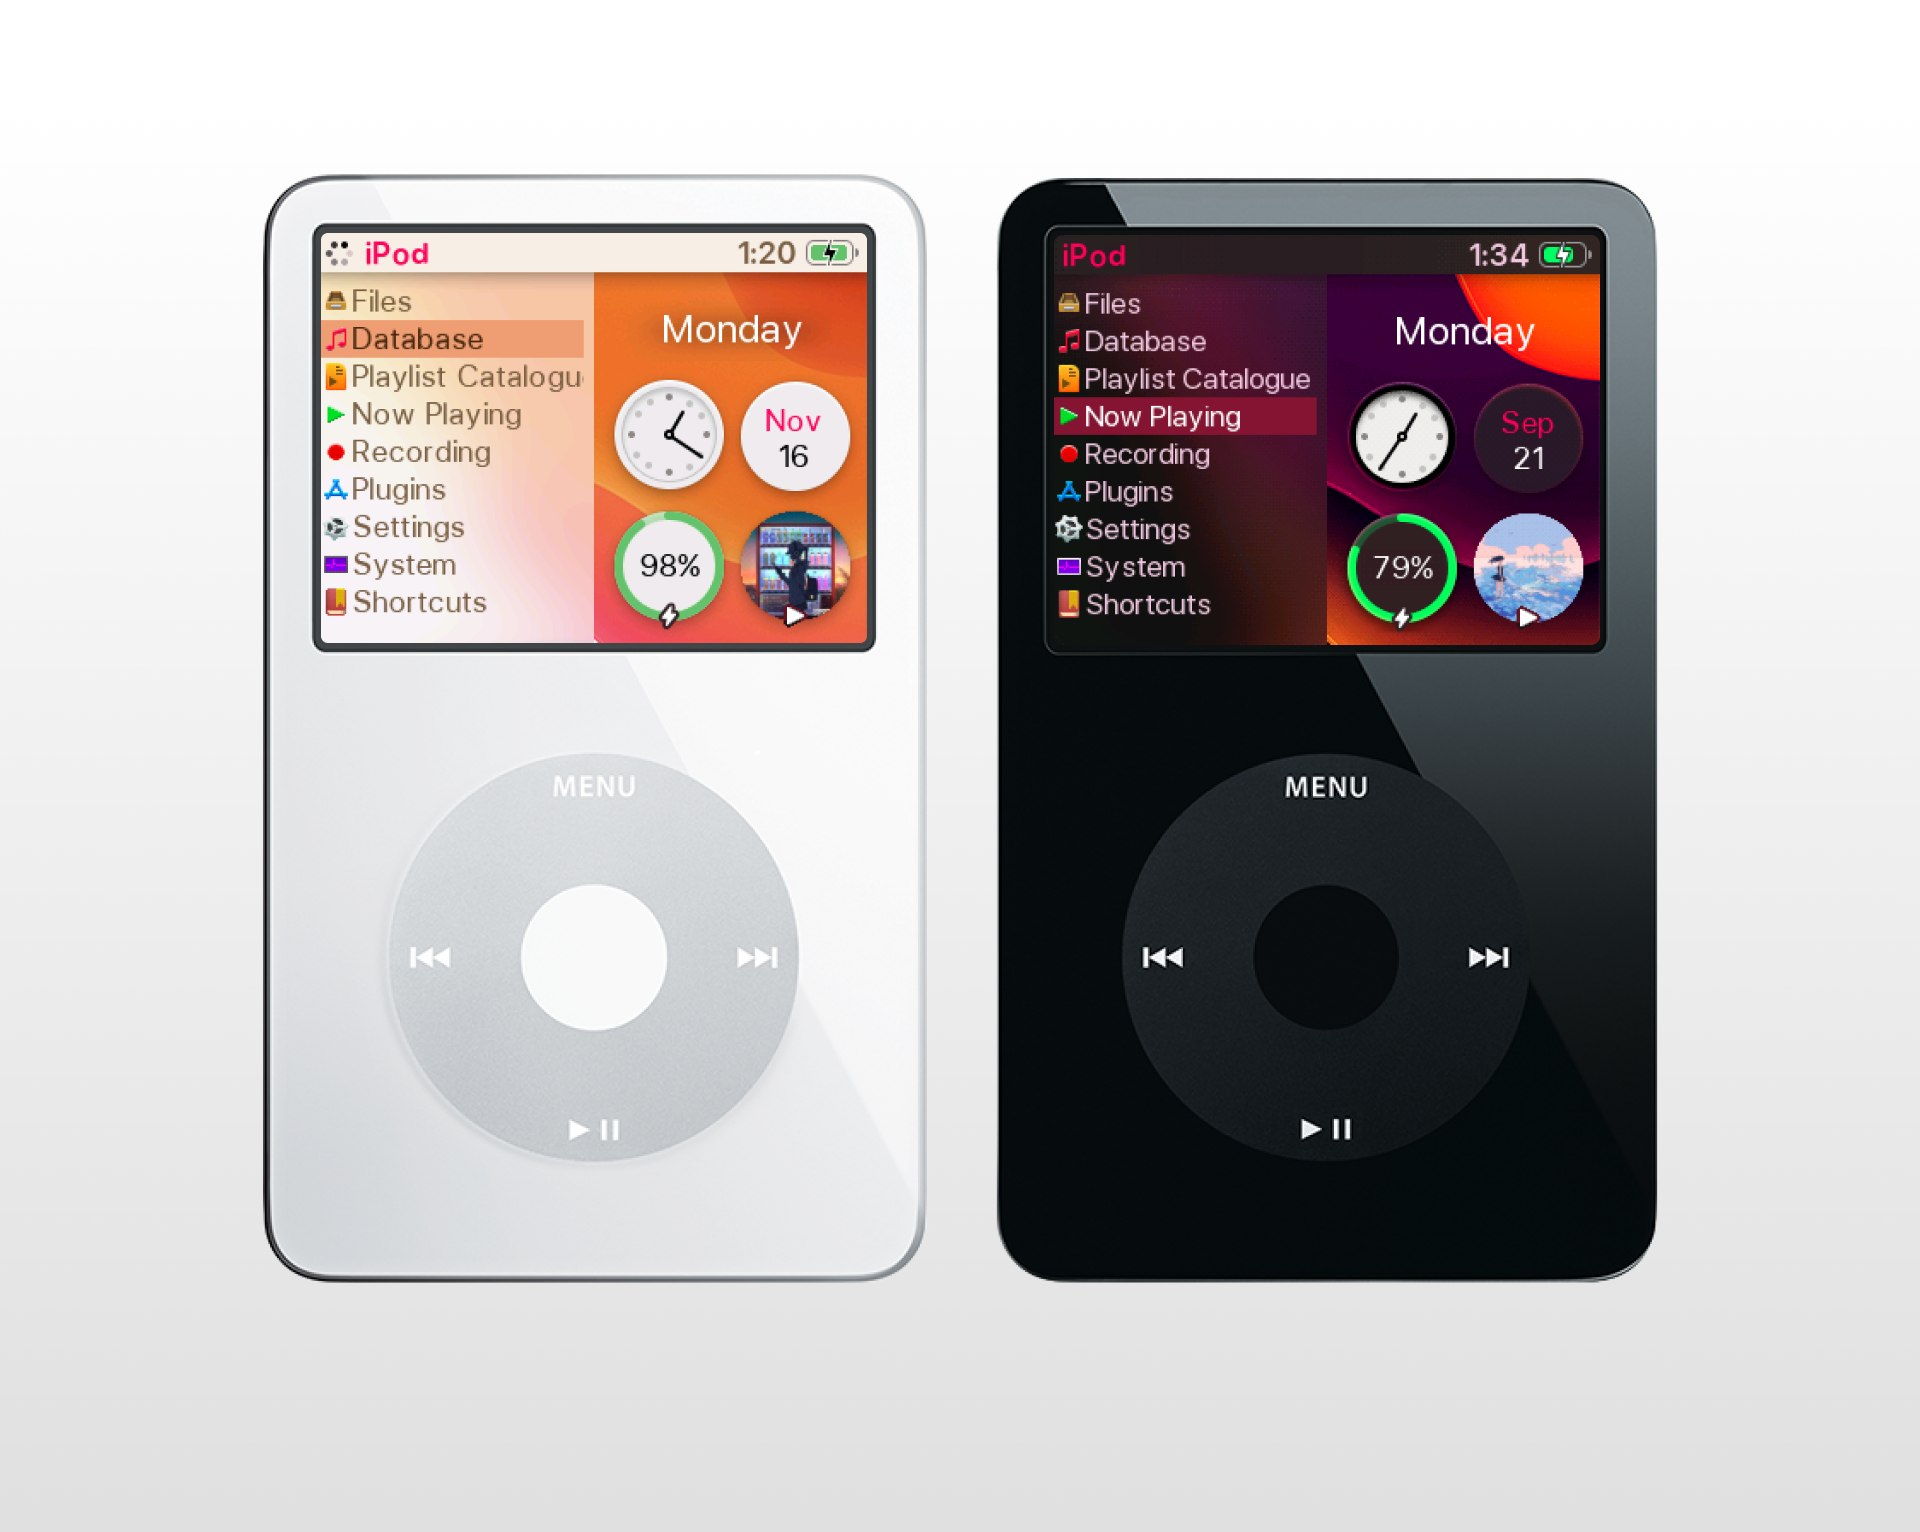 iPod 1:20
Files
Database
Playlist Catalogu
Now Playing
Recording
Plugins
Settings
System
Shortcuts
Monday
Nov
16
98%
MENU
iPod 1:34
Files
Database
Playlist Catalogue
Now Playing
Recording
Plugins
Settings
System
Shortcuts
Monday
Sep
21
79%
MENU